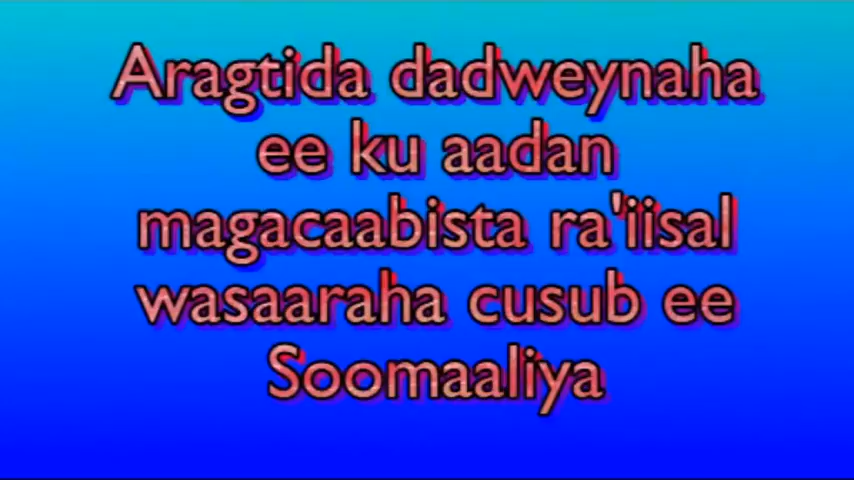 Aragtida dadweynaha
ee ku aadan
magacaabista ra'iisal
wasaaraha cusub ee
Soomaaliya